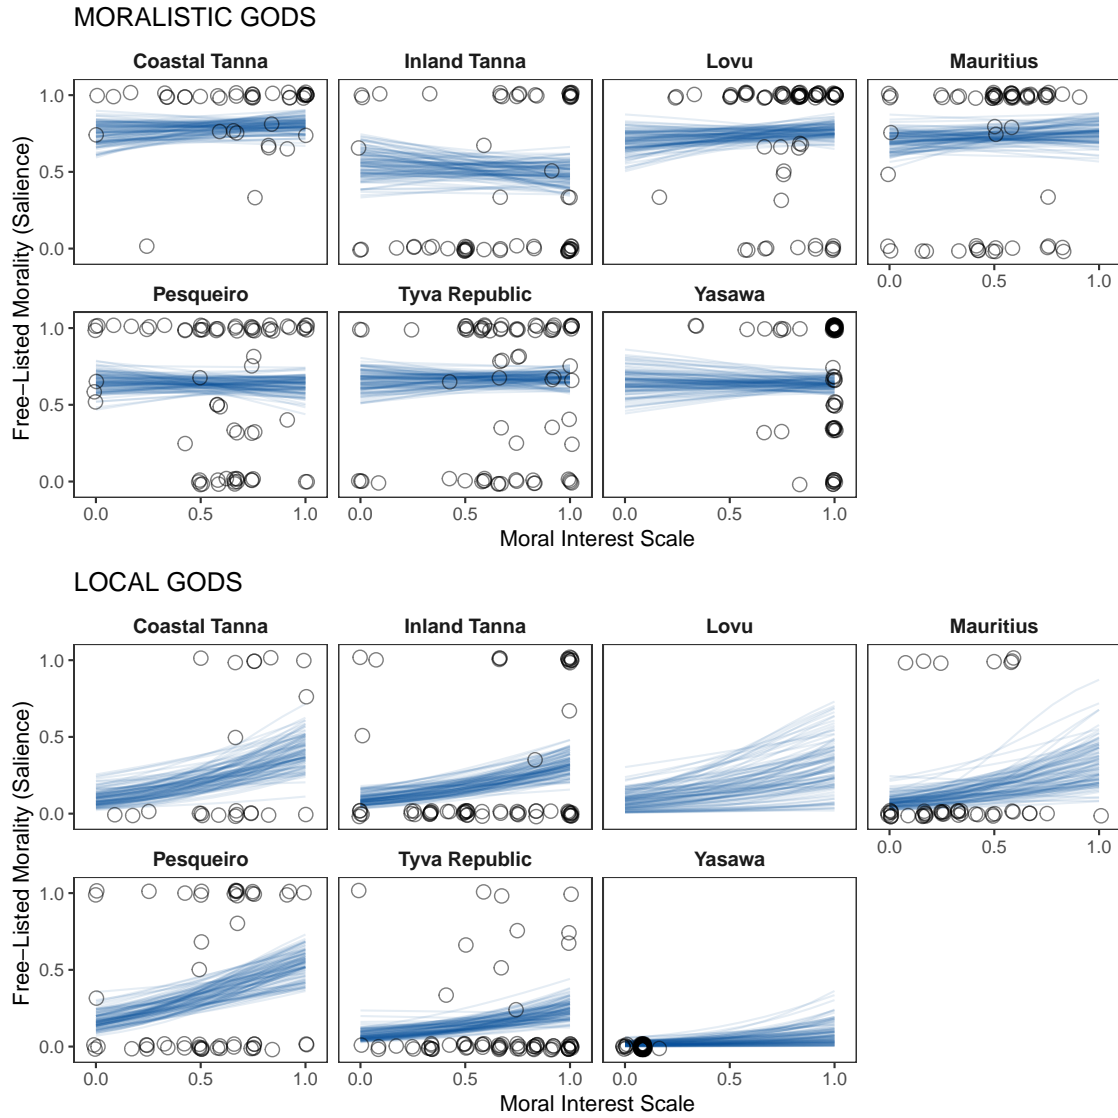 MORALISTIC GODS
Coastal Tanna Inland Tanna Lovu Mauritius
1.0
0.5
0.0
0.0 0.5 1.0
Pesqueiro Tyva Republic Yasawa
1.0
0.5
0.0
0.0 0.5 1.0 0.0 0.5 1.0 0.0 0.5 1.0
Free−Listed Morality (Salience)
Moral Interest Scale
LOCAL GODS
Coastal Tanna Inland Tanna Lovu Mauritius
1.0
0.5
0.0
0.0 0.5 1.0
Pesqueiro Tyva Republic Yasawa
1.0
0.5
0.0
0.0 0.5 1.0 0.0 0.5 1.0 0.0 0.5 1.0
Free−Listed Morality (Salience)
Moral Interest Scale